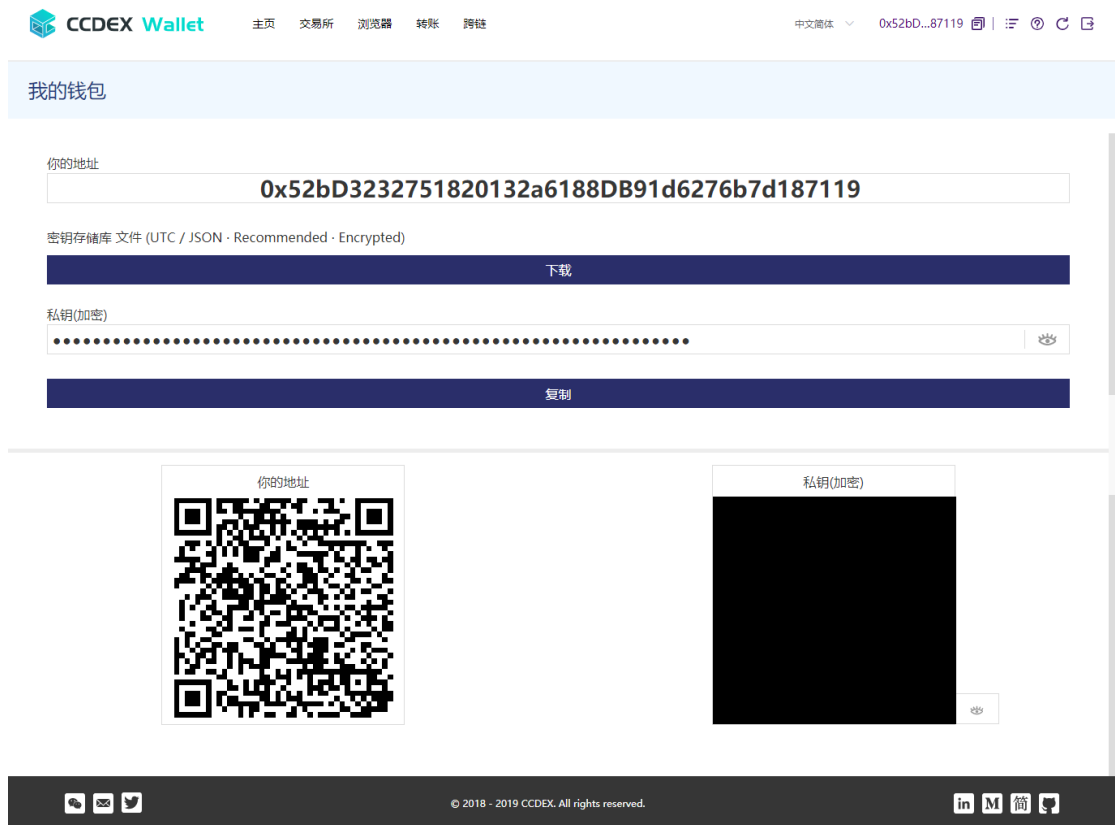 CCDEX Wallet 主页 交易所 浏览器 转账 跨链 中文简体 0x52bD...87119
我的钱包
你的地址
0x52bD3232751820132a6188DB91d6276b7d187119
密钥存储库 文件 (UTC / JSON · Recommended · Encrypted)
下载
私钥(加密)
复制
你的地址
私钥(加密)
© 2018 - 2019 CCDEX. All rights reserved.
in M 简